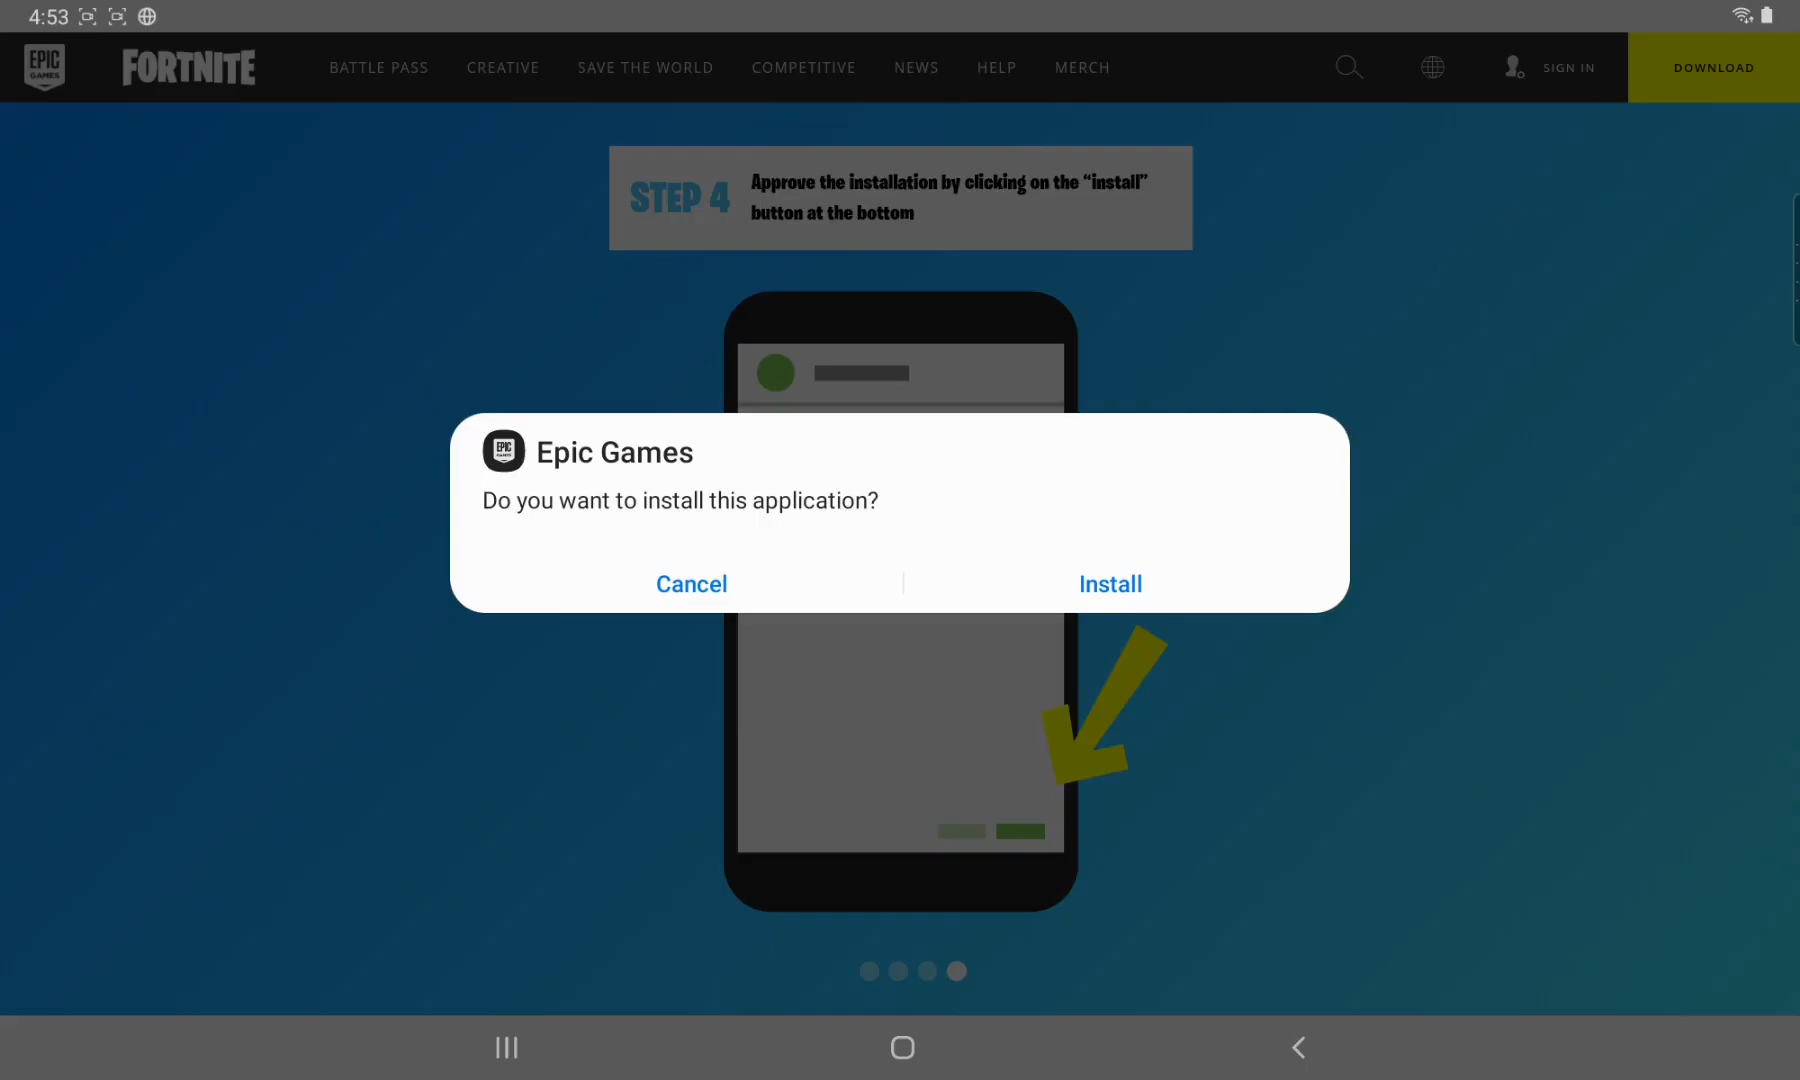 4:53
EPIC
GAMES
FORTNITE
BATTLE PASS
CREATIVE
SAVE THE WORLD
COMPETITIVE
NEWS
HELP
MERCH
SIGN IN
DOWNLOAD
STEP 4
Approve the installation by clicking on the “install”
button at the bottom
EPIC
GAMES
Epic Games
Do you want to install this application?
Cancel
Install